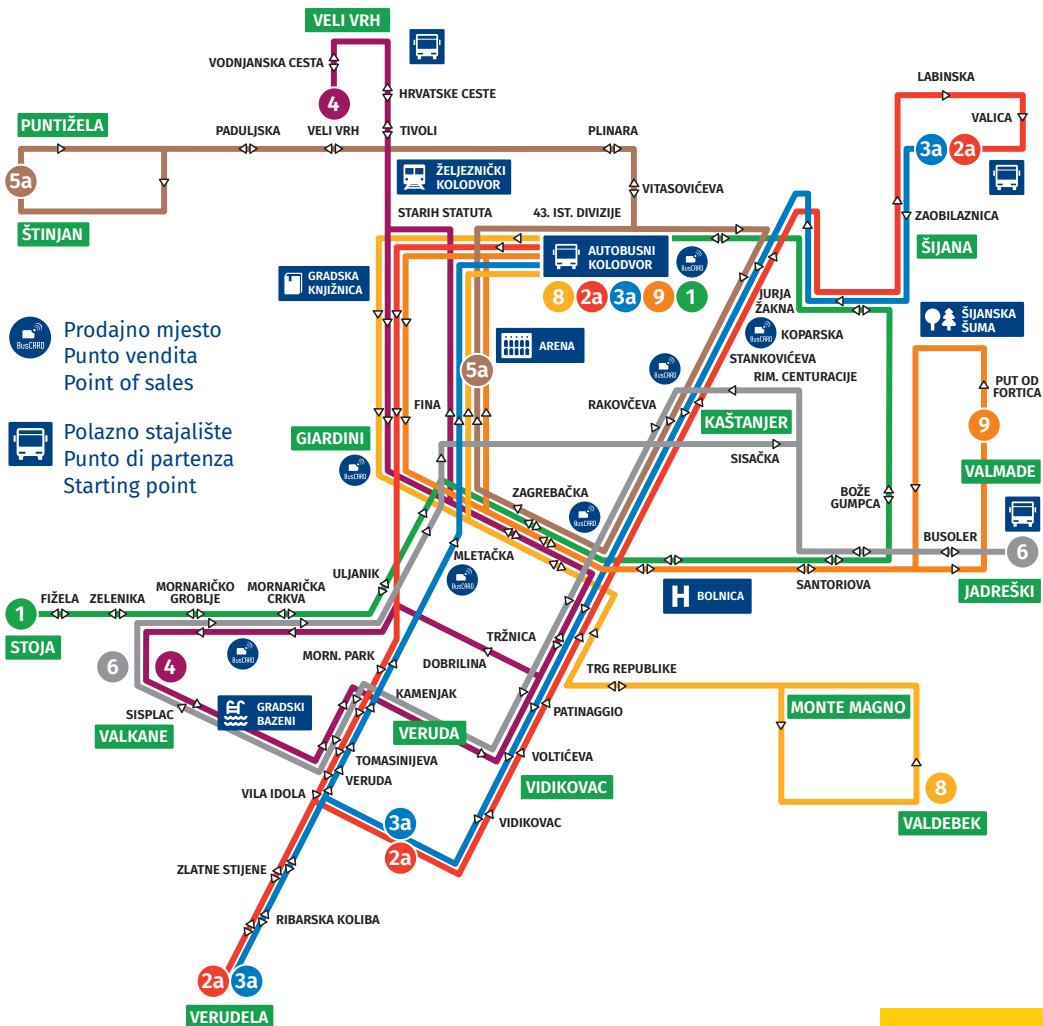 VELI VRH
VODNJANSKA CESTA
4
HRVATSKE CESTE
LABINSKA
VALICA
PUNTIŽELA
PADULJSKA
VELI VRH
TIVOLI
PLINARA
3a
2a
5a
ŽELJEZNIČKI
KOLODVOR
VITASOVIĆEVA
ŠTINJAN
STARIH STATUTA
43. IST. DIVIZIJE
ZAOBILAZNICA
ŠIJANA
AUTOBUSNI
KOLODVOR
BusCARD
GRADSKA
KNJIŽNICA
8
2a
3a
9
1
JURJA
ŽAKNA
ŠIJANSKA
ŠUMA
BusCARD
Prodajno mjesto
Punto vendita
Point of sales
KOPARSKA
BusCARD
ARENA
STANKOVIĆEVA
5a
BusCARD
RIM. CENTURACIJE
PUT OD
FORTICA
FINA
RAKOVČEVA
KAŠTANJER
9
Polazno stajalište
Punto di partenza
Starting point
GIARDINI
SISAČKA
VALMADE
BusCARD
ZAGREBAČKA
BusCARD
BOŽE
GUMPCA
BUSOLER
6
MLETAČKA
BusCARD
ULJANIK
H BOLNICA
SANTORIOVA
JADREŠKI
1
FIŽELA
ZELENIKA
MORNARIČKO
GROBLJE
MORNARIČKA
CRKVA
STOJA
TRŽNICA
BusCARD
6
4
MORN. PARK
DOBRILINA
TRG REPUBLIKE
KAMENJAK
SISPLAC
GRADSKI
BAZENI
VALKANE
VERUDA
PATINAGGIO
MONTE MAGNO
TOMASINIJEVA
VOLTIĆEVA
VERUDA
VIDIKOVAC
VILA IDOLA
8
3a
VIDIKOVAC
VALDEBEK
2a
ZLATNE STIJENE
RIBARSKA KOLIBA
2a
3a
VERUDELA